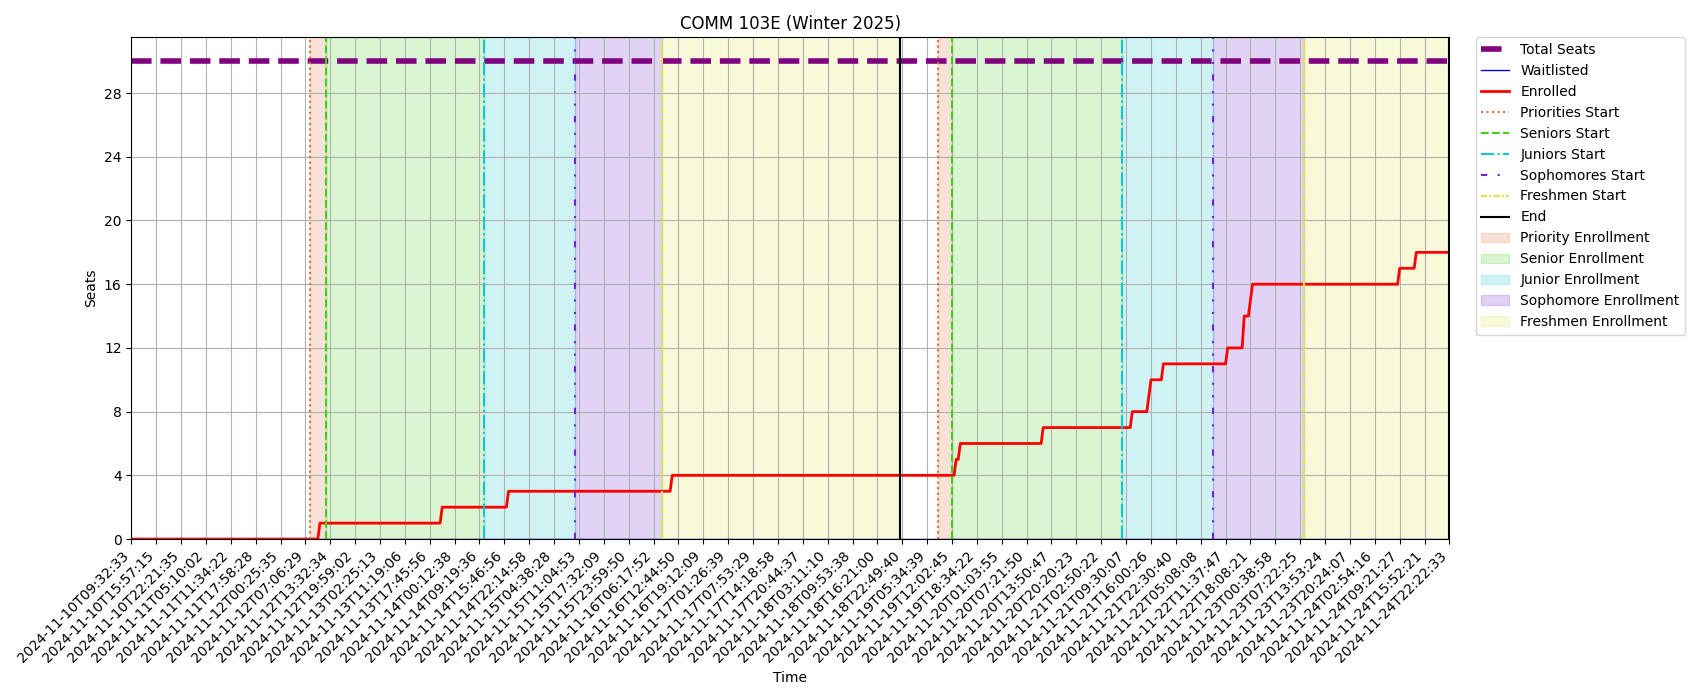 COMM 103E (Winter 2025)
Seats
28
24
20
16
12
8
4
0
2024-11-10T09:32:33
2024-11-10T15:57:15
2024-11-10T22:21:35
2024-11-11T05:10:02
2024-11-11T11:34:22
2024-11-11T17:58:28
2024-11-12T00:25:35
2024-11-12T07:06:29
2024-11-12T13:32:34
2024-11-12T19:59:02
2024-11-13T02:25:13
2024-11-13T11:19:06
2024-11-13T17:45:56
2024-11-14T00:12:38
2024-11-14T09:19:36
2024-11-14T15:46:56
2024-11-14T22:14:58
2024-11-15T04:38:28
2024-11-15T11:04:53
2024-11-15T17:32:09
2024-11-15T23:59:50
2024-11-16T06:17:52
2024-11-16T12:44:50
2024-11-16T19:12:09
2024-11-17T01:26:39
2024-11-17T07:53:29
2024-11-17T14:18:58
2024-11-17T20:44:37
2024-11-18T03:11:10
2024-11-18T09:53:38
2024-11-18T16:21:00
2024-11-18T22:49:40
2024-11-19T05:34:39
2024-11-19T12:02:45
2024-11-19T18:34:22
2024-11-20T01:03:55
2024-11-20T07:21:50
2024-11-20T13:50:47
2024-11-20T20:20:23
2024-11-21T02:50:22
2024-11-21T09:30:07
2024-11-21T16:00:26
2024-11-21T22:30:40
2024-11-22T05:08:08
2024-11-22T11:37:47
2024-11-22T18:08:21
2024-11-23T00:38:58
2024-11-23T07:22:25
2024-11-23T13:53:24
2024-11-23T20:24:07
2024-11-24T02:54:16
2024-11-24T09:21:27
2024-11-24T15:52:21
2024-11-24T22:22:33
Time
Total Seats
Waitlisted
Enrolled
Priorities Start
Seniors Start
Juniors Start
Sophomores Start
Freshmen Start
End
Priority Enrollment
Senior Enrollment
Junior Enrollment
Sophomore Enrollment
Freshmen Enrollment